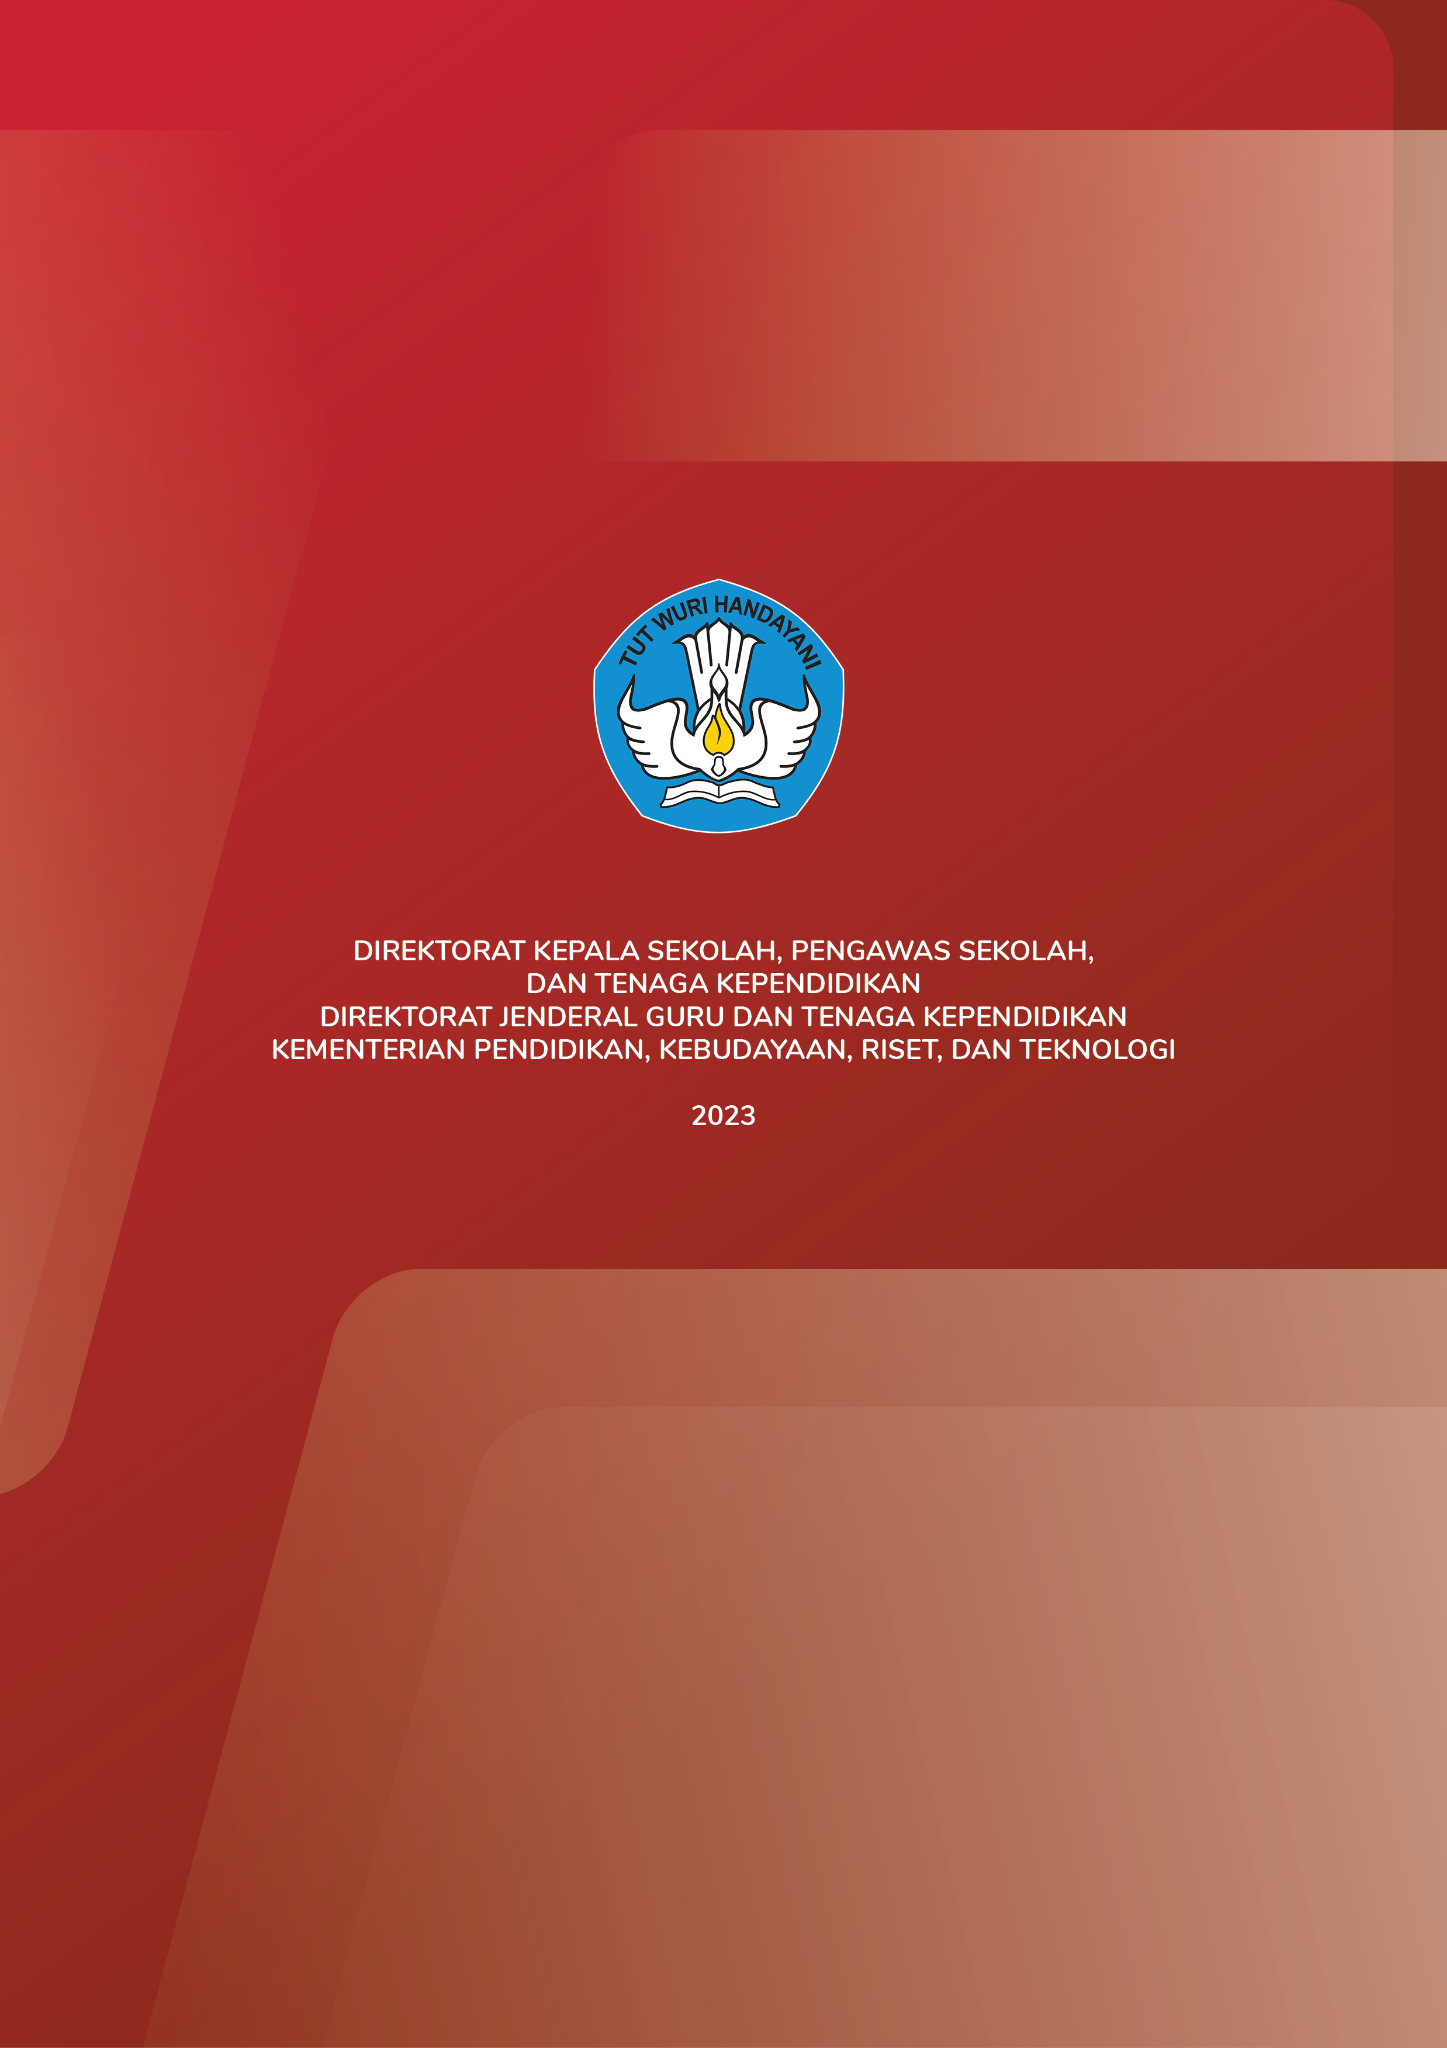 TUT WURI HANDAYANI
DIREKTORAT KEPALA SEKOLAH, PENGAWAS SEKOLAH,
DAN TENAGA KEPENDIDIKAN
DIREKTORAT JENDERAL GURU DAN TENAGA KEPENDIDIKAN
KEMENTERIAN PENDIDIKAN, KEBUDAYAAN, RISET, DAN TEKNOLOGI
2023